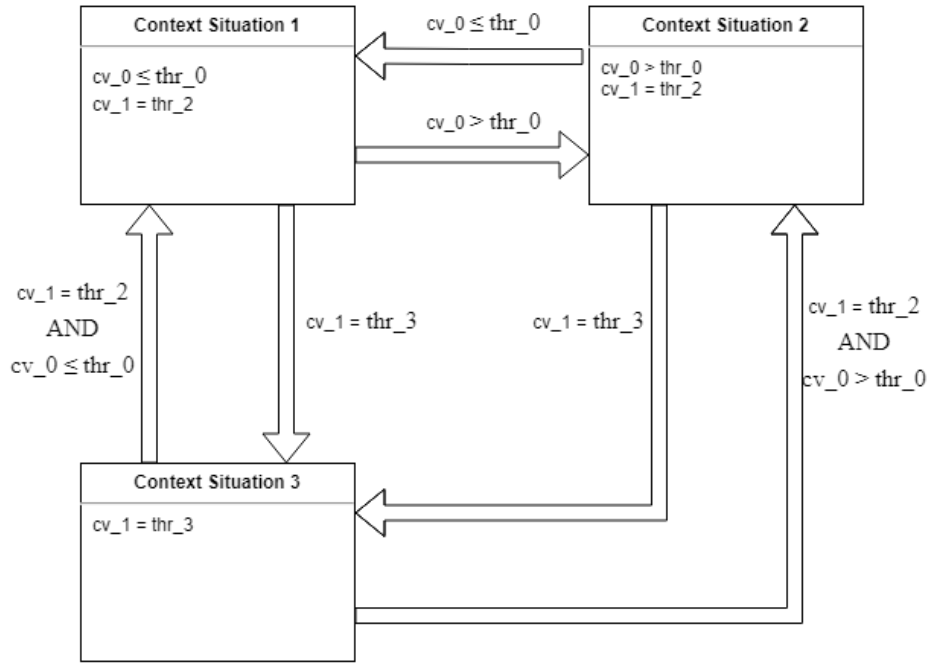 Context Situation 1
cv_0 ≤ thr_0
cv_1 = thr_2
cv_0 ≤ thr_0
cv_0 > thr_0
Context Situation 2
cv_0 > thr_0
cv_1 = thr_2
cv_1 = thr_2
AND
cv_0 ≤ thr_0
cv_1 = thr_3
cv_1 = thr_3
cv_1 = thr_2
AND
cv_0 > thr_0
Context Situation 3
cv_1 = thr_3